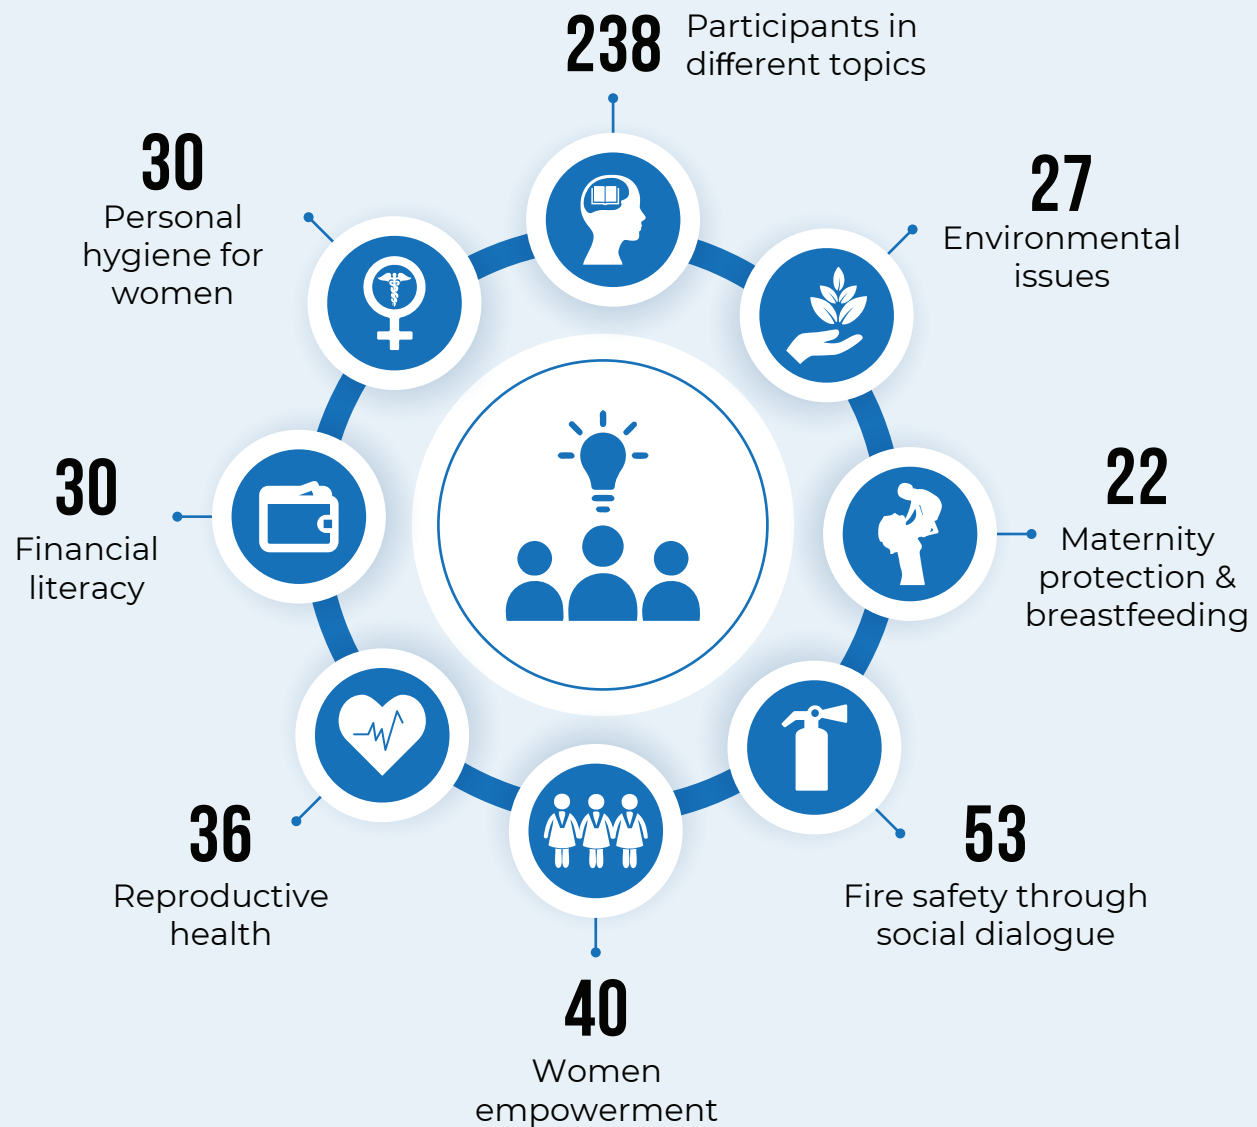 238
Participants in
different topics
27
Environmental
issues
22
Maternity
protection &
breastfeeding
53
Fire safety through
social dialogue
40
Women
empowerment
36
Reproductive
health
30
Financial
literacy
30
Personal
hygiene for
women